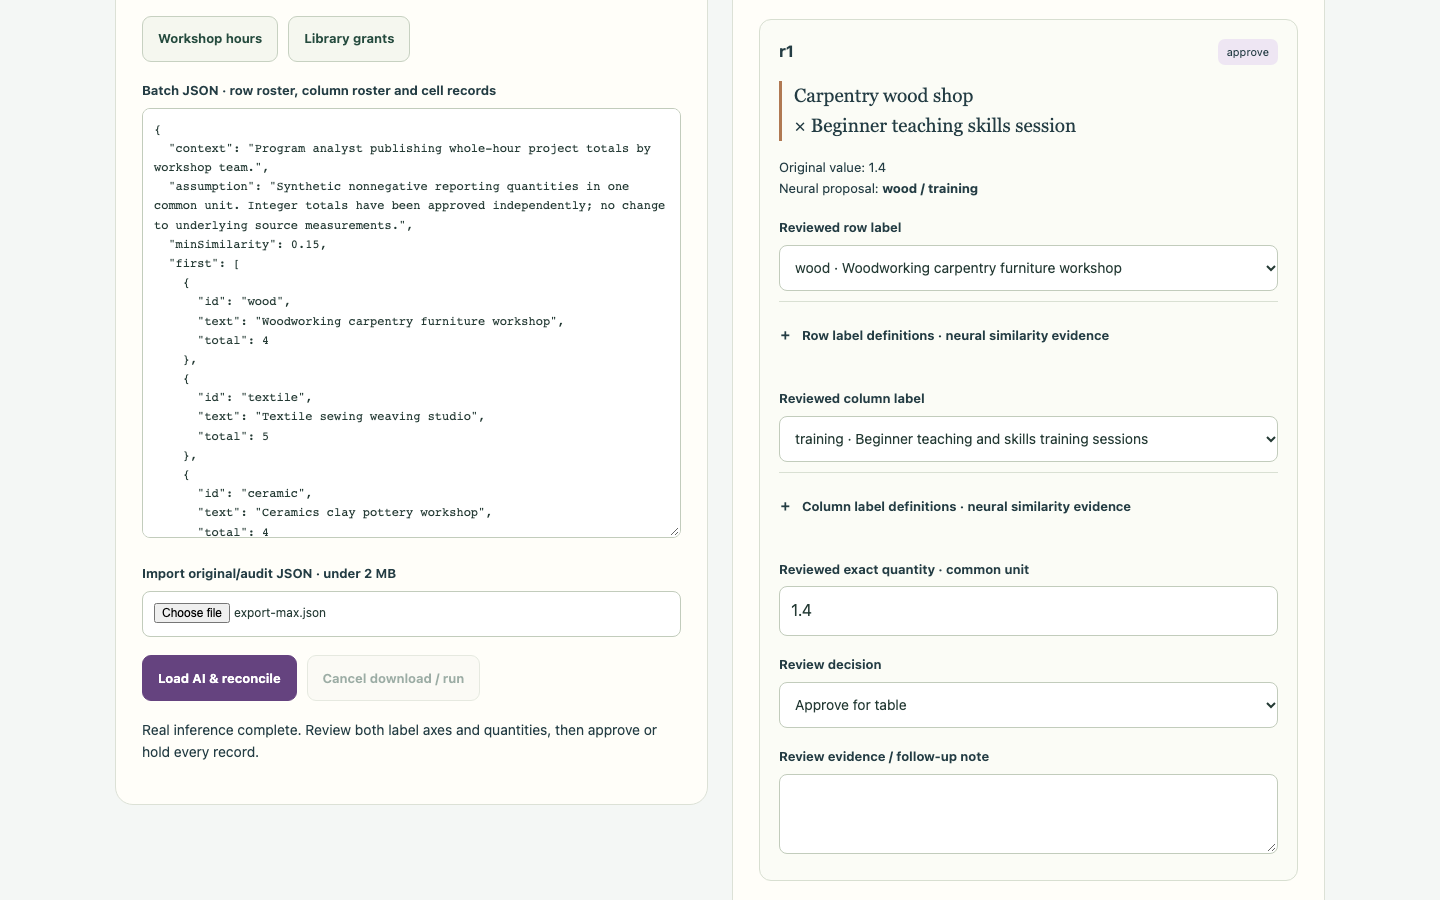 Workshop hours
Library grants
Batch JSON · row roster, column roster and cell records
{
"context": "Program analyst publishing whole-hour project totals by
workshop team.",
"assumption": "Synthetic nonnegative reporting quantities in one
common unit. Integer totals have been approved independently; no change
to underlying source measurements.",
"minSimilarity": 0.15,
"first": [
{
"id": "wood",
"text": "Woodworking carpentry furniture workshop",
"total": 4
},
{
"id": "textile",
"text": "Textile sewing weaving studio",
"total": 5
},
{
"id": "ceramic",
"text": "Ceramics clay pottery workshop",
"total": 4
Import original/audit JSON · under 2 MB
Choose file export-max.json
Load AI & reconcile
Cancel download / run
Real inference complete. Review both label axes and quantities, then approve or
hold every record.
r1
approve
Carpentry wood shop
× Beginner teaching skills session
Original value: 1.4
Neural proposal: wood / training
Reviewed row label
wood · Woodworking carpentry furniture workshop
+ Row label definitions · neural similarity evidence
Reviewed column label
training · Beginner teaching and skills training sessions
+ Column label definitions · neural similarity evidence
Reviewed exact quantity · common unit
1.4
Review decision
Approve for table
Review evidence / follow-up note